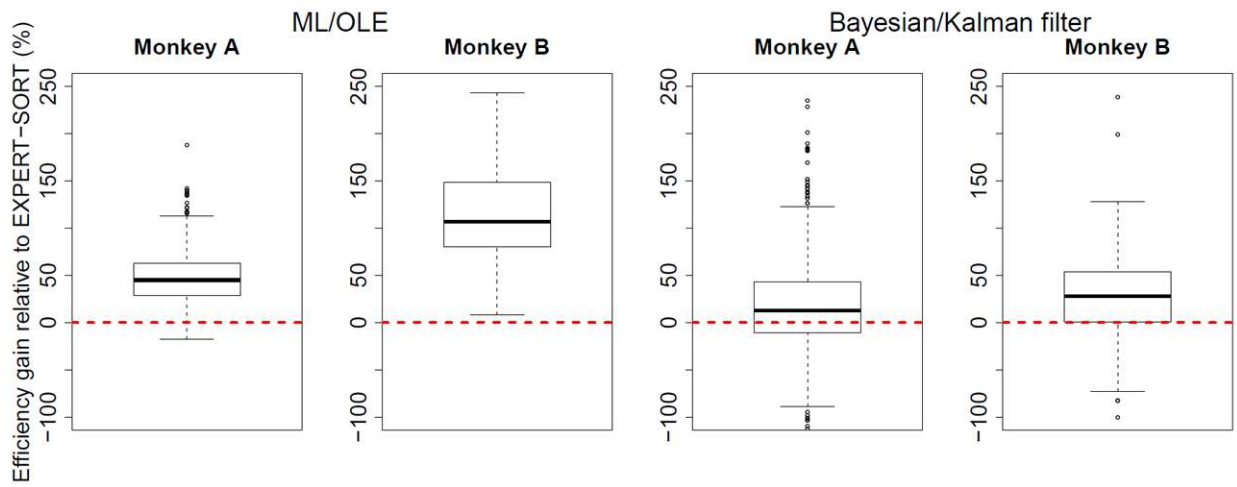 ML/OLE
Bayesian/Kalman filter
Monkey A
Monkey B
Monkey A
Monkey B
Efficiency gain relative to EXPERT−SORT (%)
250
150
50
0
−100
250
150
50
0
−100
250
150
50
0
−100
250
150
50
0
−100